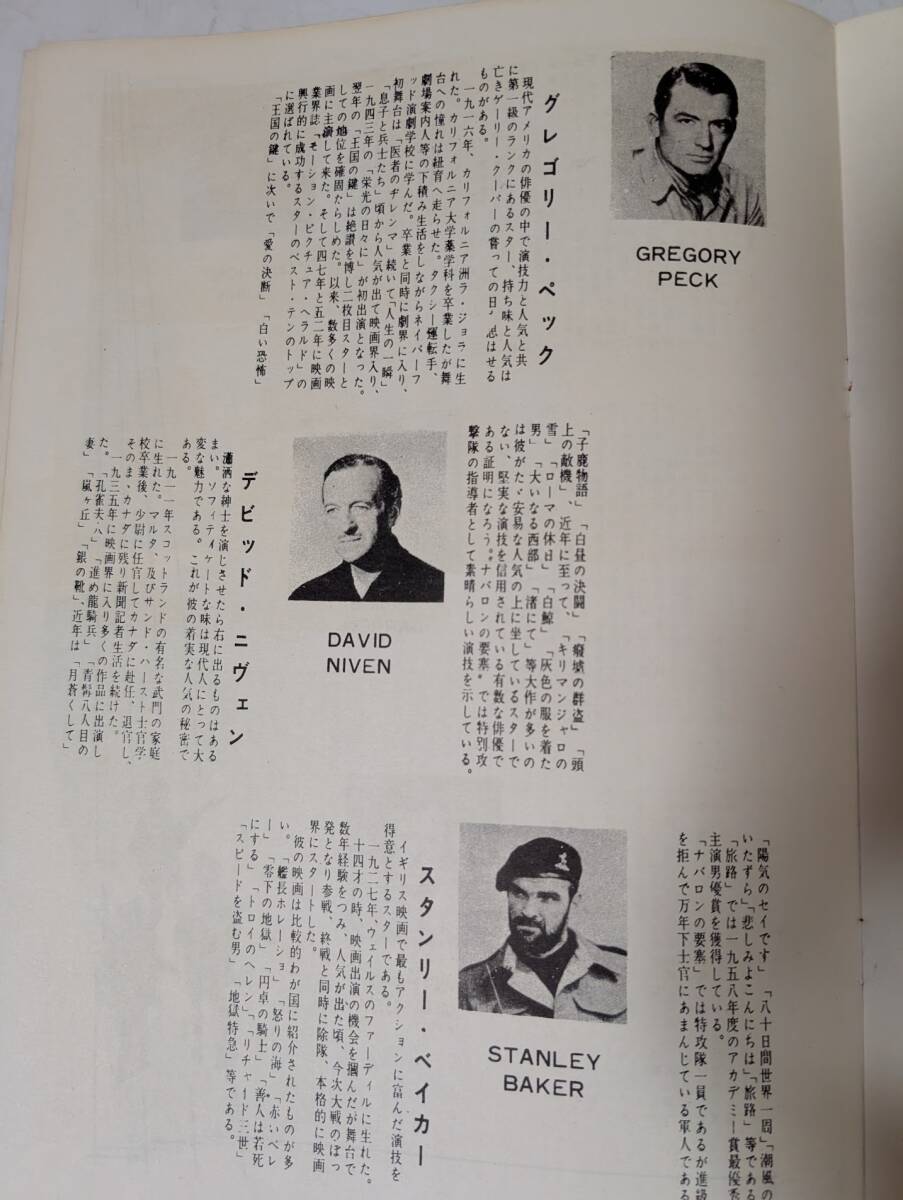 GREGORY
PECK
グレゴリー・ペック
現代アメリカの俳優の中で演技力と人気と共
に第一級のランクにあるスター、持ち味と人気は
亡きゲーリー・クーパーの嘗っての日思はせる
ものがある。
一九一六年、カリフォルニア洲ラ・ジョラに生
れた。カリフォルニア大学薬学科を卒業したが舞
台への憧れは紐育へ走らせた。タクシー運転手、
劇場案内人等の下積み生活をしながらネイバーフ
ッド演劇学校に学んだ。卒業と同時に劇界に入り、
初舞台は「医者のヂレンマ」続いて「人生の一瞬」
「息子と兵士たち」頃から人気が出て映画界入り、
一九四三年の「栄光の日々に」が初出演となった。
翌年の「王国の鍵」は絶讃を博し二枚目スターと
しての地位を確固たらしめた。以来、数多くの映
画に主演して来た。そして四七年と五二年に映画
業界誌「モーション・ピクチュア・ヘラルド」の
興行的に成功するスターのベスト・テンのトップ
に選ばれている。
「王国の鍵」に次いで「愛の決断」「白い恐怖」
「子鹿物語」「白昼の決闘」「廃墟の群盗」「頭
上の敵機」、近年に至って、「キリマンジャロの
雪」「ローマの休日」「白鯨」「灰色の服を着た
男」「大いなる西部」「渚にて」等大作が多いの
は彼がたゞ安易な人気の上に坐しているスターで
ない、堅実な演技を信用されている有数な俳優で
ある証明になろう。"ナバロンの要塞"では特別攻
撃隊の指導者として素晴らしい演技を示している。
DAVID
NIVEN
デビッド・ニヴェン
瀟洒な紳士を演じさせたら右に出るものはある
まい。ソフィティケートな味は現代人にとって大
変な魅力である。これが彼の着実な人気の秘密で
ある。
一九一一年スコットランドの有名な武門の家庭
に生れた。マルタ、及びサンド・ハースト士官学
校卒業後、少尉に任官してカナダに赴任、退官し、
そのまゝカナダに残り新聞記者生活を続けた。
一九三五年に映画界に入り多くの作品に出演し
た。「孔雀夫人」「進め龍騎兵」「青髯八人目の
妻」「嵐ヶ丘」「銀の靴」、近年は「月蒼くして」
「陽気のセイです」「八十日間世界一周」「潮風の
いたずら」「悲しみよこんにちは」「旅路」等である
「旅路」では一九五八年度のアカデミー賞最優秀
主演男優賞を獲得している。
「ナバロンの要塞」では特攻隊一員であるが進級
を拒んで万年下士官にあまんじている軍人である
STANLEY
BAKER
スタンリー・ベイカー
イギリス映画で最もアクションに富んだ演技を
得意とするスターである。
一九二七年、ウェイルスのファーディルに生れた。
十四才の時、映画出演の機会を摑んだが舞台で
数年経験をつみ、人気が出た頃、今次大戦のぼっ
発となり参戦、終戦と同時に除隊、本格的に映画
界にスタートした。
彼の映画は比較的わが国に紹介されたものが多
い。「艦長ホレーショ」「怒りの海」「赤いベレ
ー」「零下の地獄」「円卓の騎士」「善人は若死
にする」「トロイのヘレン」「リチャード三世」
「スピードを盗む男」「地獄特急」等である。